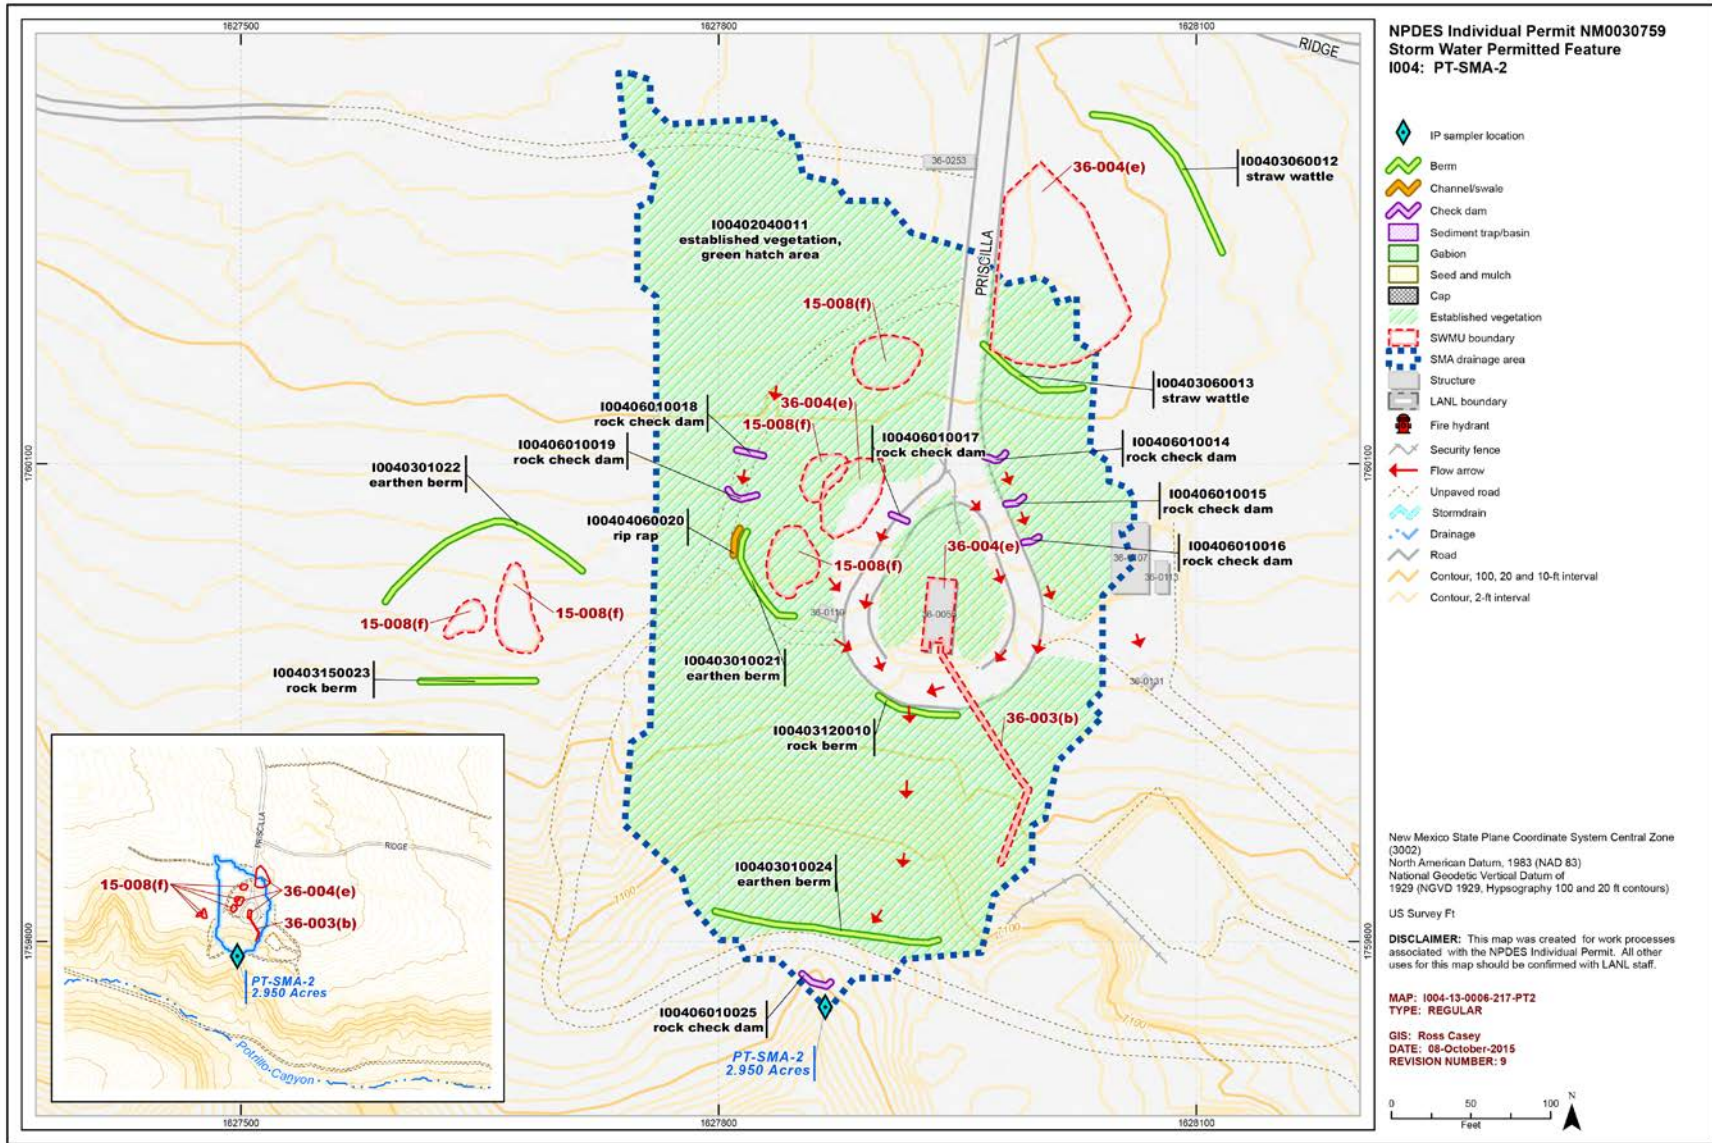 1627500
1627800
1628100
RIDGE
36-0253
36-004(e)
I00403060012
straw wattle
I00402040011
established vegetation,
green hatch area
PRISCILLA
15-008(f)
I00403060013
straw wattle
I00406010018
rock check dam
36-004(e)
15-008(f)
I00406010017
rock check dam
I00406010014
rock check dam
I00406010019
rock check dam
1760100
1760100
I0040301022
earthen berm
I00406010015
rock check dam
I00404060020
rip rap
36-004(e)
I00406010016
rock check dam
15-008(f)
36-0113
15-008(f)
15-008(f)
36-0119
I00403010021
earthen berm
I00403150023
rock berm
36-0131
36-003(b)
I00403120010
rock berm
I00403010024
earthen berm
1759800
1759800
I00406010025
rock check dam
PT-SMA-2
2.950 Acres
1627500
1627800
1628100
PRISCILLA
RIDGE
15-008(f)
36-004(e)
36-003(b)
PT-SMA-2
2.950 Acres
Potrillo Canyon
7100
7100
7100
NPDES Individual Permit NM0030759
Storm Water Permitted Feature
I004: PT-SMA-2
IP sampler location
Berm
Channel/swale
Check dam
Sediment trap/basin
Gabion
Seed and mulch
Cap
Established vegetation
SWMU boundary
SMA drainage area
Structure
LANL boundary
Fire hydrant
Security fence
Flow arrow
Unpaved road
Stormdrain
Drainage
Road
Contour, 100, 20 and 10-ft interval
Contour, 2-ft interval
New Mexico State Plane Coordinate System Central Zone
(3002)
North American Datum, 1983 (NAD 83)
National Geodetic Vertical Datum of
1929 (NGVD 1929, Hypsography 100 and 20 ft contours)
US Survey Ft
DISCLAIMER: This map was created for work processes
associated with the NPDES Individual Permit. All other
uses for this map should be confirmed with LANL staff.
MAP: I004-13-0006-217-PT2
TYPE: REGULAR
GIS: Ross Casey
DATE: 08-October-2015
REVISION NUMBER: 9
0 50 100
Feet
N